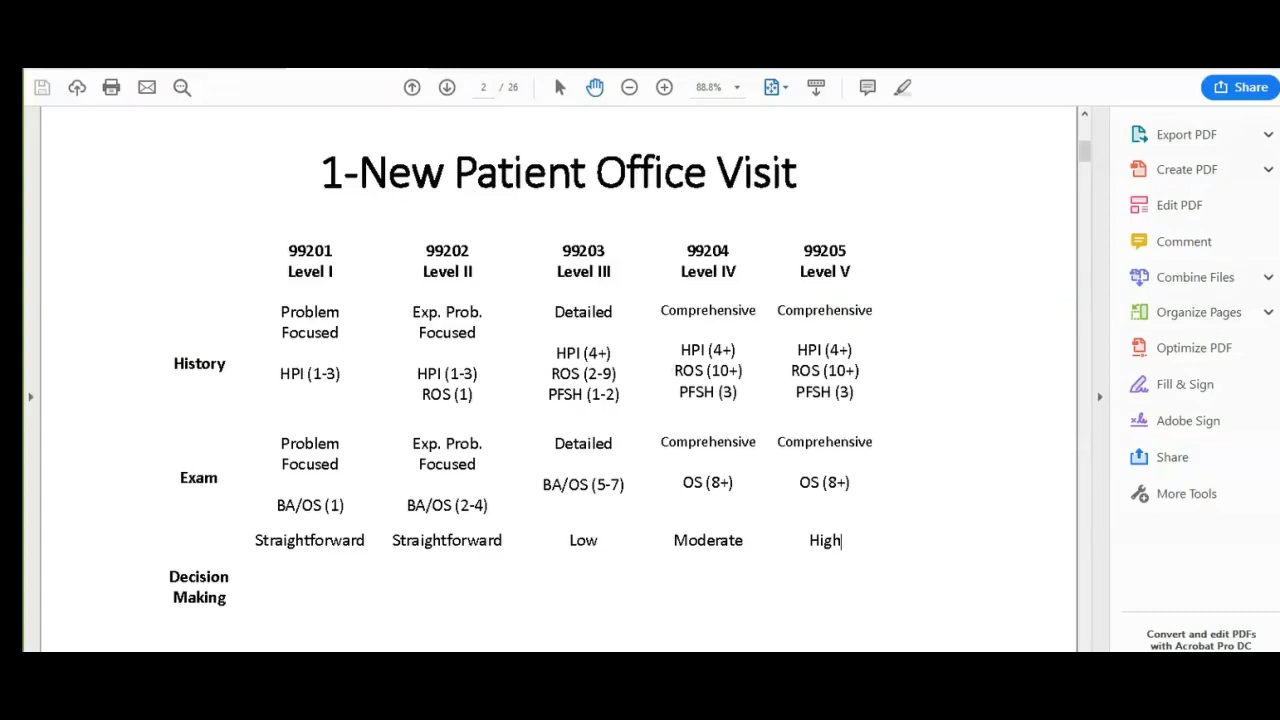 2 / 26
88.8%
Share
1-New Patient Office Visit
99201 99202 99203 99204 99205
Level I Level II Level III Level IV Level V
Problem Exp. Prob. Detailed Comprehensive Comprehensive
Focused Focused
History
HPI (1-3) HPI (1-3) HPI (4+) HPI (4+) HPI (4+)
ROS (1) ROS (2-9) ROS (10+) ROS (10+)
PFSH (1-2) PFSH (3) PFSH (3)
Problem Exp. Prob. Detailed Comprehensive Comprehensive
Focused Focused
Exam
BA/OS (1) BA/OS (2-4) BA/OS (5-7) OS (8+) OS (8+)
Straightforward Straightforward Low Moderate High
Decision
Making
Export PDF
Create PDF
Edit PDF
Comment
Combine Files
Organize Pages
Optimize PDF
Fill & Sign
Adobe Sign
Share
More Tools
Convert and edit PDFs
with Acrobat Pro DC